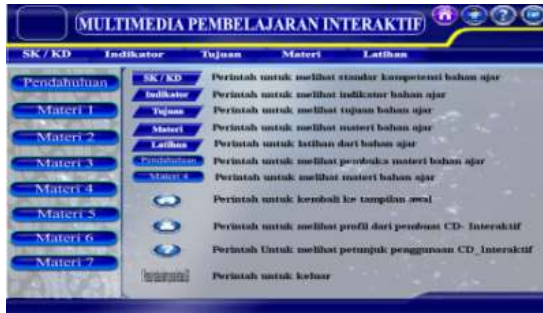 MULTIMEDIA PEMBELAJARAN INTERAKTIF
SK / KD Indikator Tujuan Materi Latihan
Pendahuluan
Materi 1
Materi 2
Materi 3
Materi 4
Materi 5
Materi 6
Materi 7
SK / KD Perintah untuk melihat standar kompetensi bahan ajar
Indikator Perintah untuk melihat indikator bahan ajar
Tujuan Perintah untuk melihat tujuan bahan ajar
Materi Perintah untuk melihat materi bahan ajar
Latihan Perintah untuk latihan dari bahan ajar
Pendahuluan Perintah untuk melihat pembuka materi bahan ajar
Materi 4 Perintah untuk melihat materi bahan ajar
Perintah untuk kembali ke tampilan awal
Perintah untuk melihat profil dari pembuat CD- Interaktif
Perintah Untuk melihat petunjuk penggunaan CD_Interaktif
Perintah untuk keluar